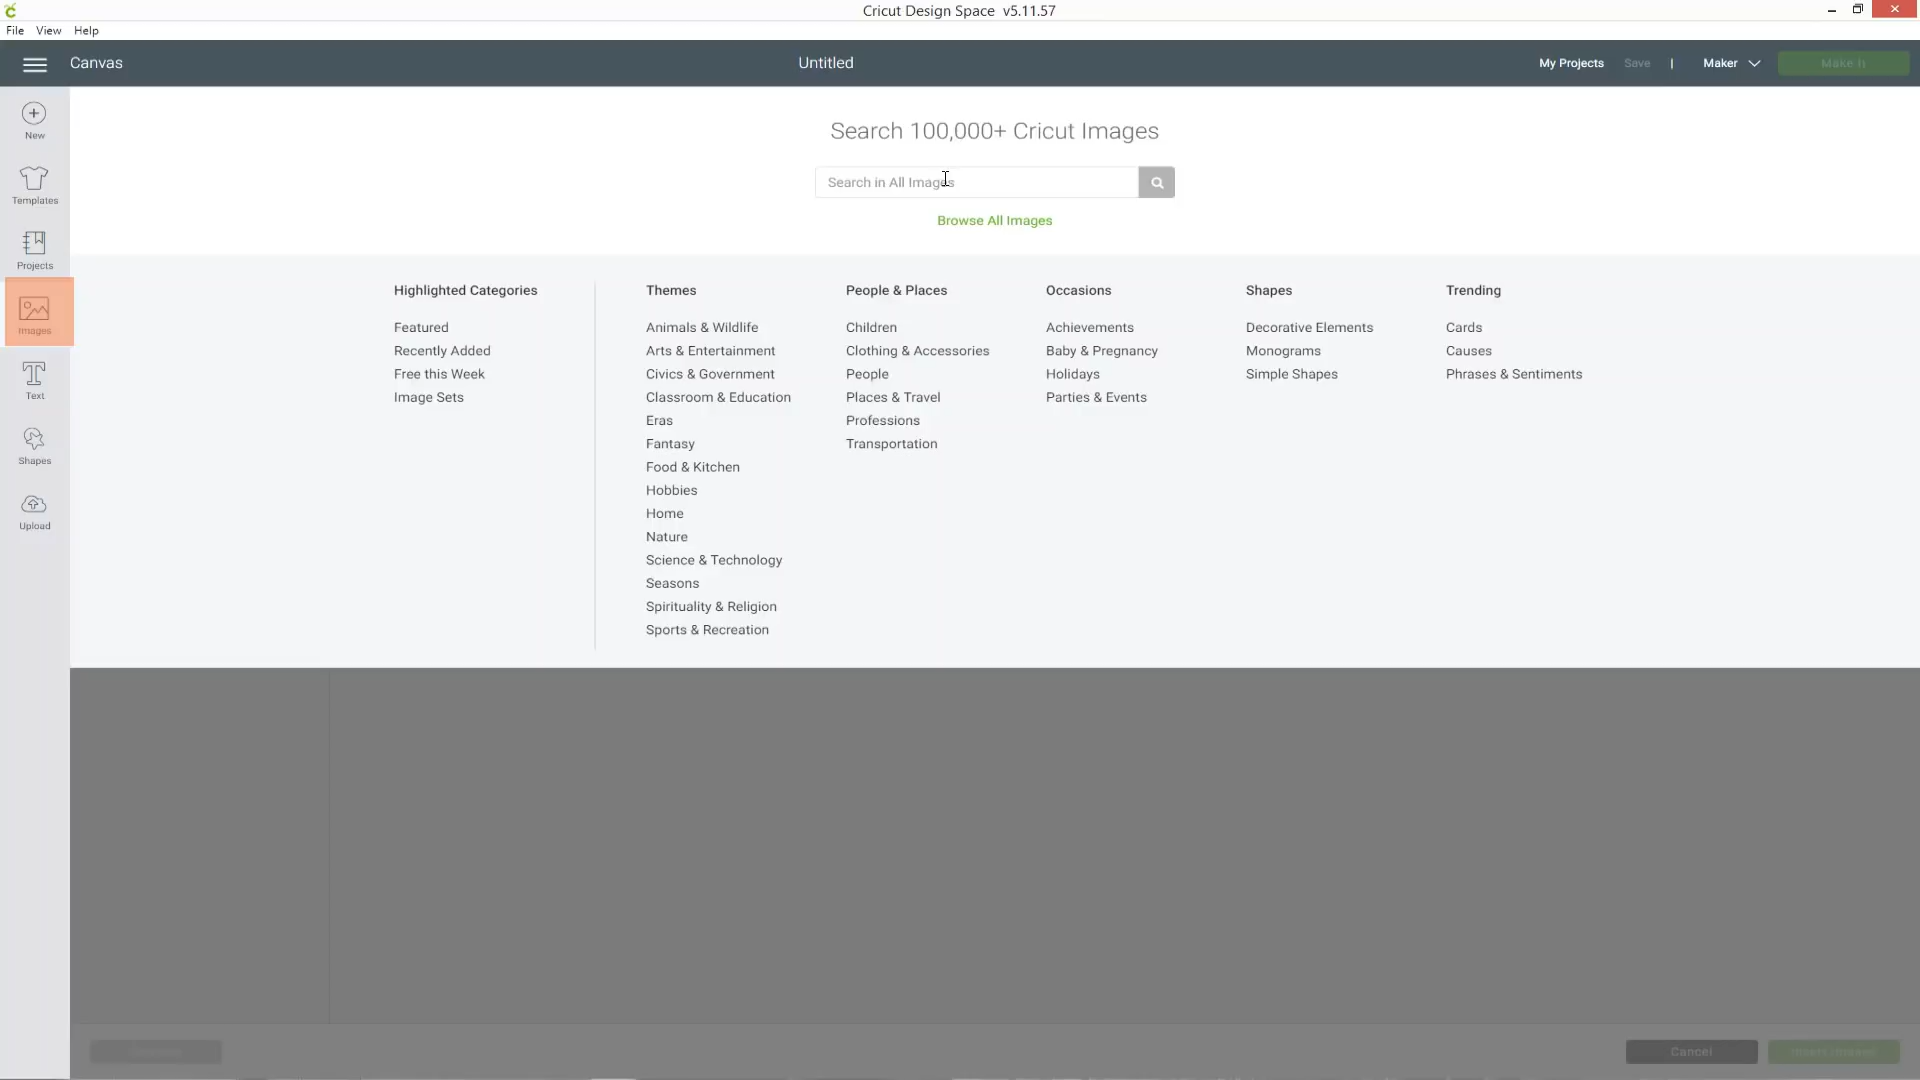 Cricut Design Space v5.11.57
File View Help
Canvas
Untitled
My Projects Save | Maker Make It
New
Templates
Projects
Images
Text
Shapes
Upload
Search 100,000+ Cricut Images
Search in All Images
Browse All Images
Highlighted Categories
Featured
Recently Added
Free this Week
Image Sets
Themes
Animals & Wildlife
Arts & Entertainment
Civics & Government
Classroom & Education
Eras
Fantasy
Food & Kitchen
Hobbies
Home
Nature
Science & Technology
Seasons
Spirituality & Religion
Sports & Recreation
People & Places
Children
Clothing & Accessories
People
Places & Travel
Professions
Transportation
Occasions
Achievements
Baby & Pregnancy
Holidays
Parties & Events
Shapes
Decorative Elements
Monograms
Simple Shapes
Trending
Cards
Causes
Phrases & Sentiments
Cancel